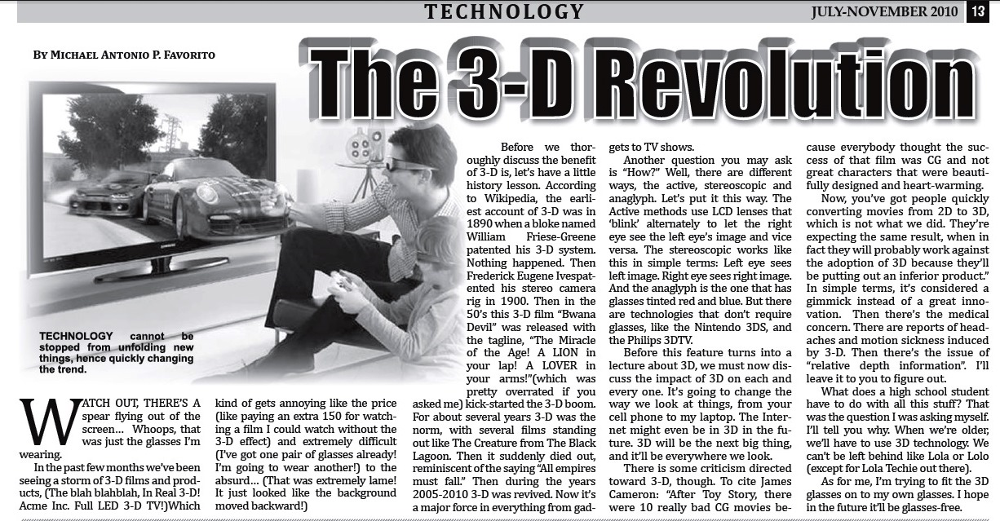 TECHNOLOGY
JULY-NOVEMBER 2010 13
By Michael Antonio P. Favorito
The 3-D Revolution
SAMSUNG
TECHNOLOGY cannot be
stopped from unfolding new
things, hence quickly changing
the trend.
WATCH OUT, THERE'S A
spear flying out of the
screen... Whoops, that
was just the glasses I'm
wearing.
In the past few months we've been
seeing a storm of 3-D films and prod-
ucts, (The blah blahblah, In Real 3-D!
Acme Inc. Full LED 3-D TV!)Which
kind of gets annoying like the price
(like paying an extra 150 for watch-
ing a film I could watch without the
3-D effect) and extremely difficult
(I've got one pair of glasses already!
I'm going to wear another!) to the
absurd... (That was extremely lame!
It just looked like the background
moved backward!)
Before we thor-
oughly discuss the benefit
of 3-D is, let's have a little
history lesson. According
to Wikipedia, the earli-
est account of 3-D was in
1890 when a bloke named
William Friese-Greene
patented his 3-D system.
Nothing happened. Then
Frederick Eugene Ivespat-
ented his stereo camera
rig in 1900. Then in the
50's this 3-D film "Bwana
Devil" was released with
the tagline, "The Miracle
of the Age! A LION in
your lap! A LOVER in
your arms!"(which was
pretty overrated if you
asked me) kick-started the 3-D boom.
For about several years 3-D was the
norm, with several films standing
out like The Creature from The Black
Lagoon. Then it suddenly died out,
reminiscent of the saying "All empires
must fall." Then during the years
2005-2010 3-D was revived. Now it's
a major force in everything from gad-
gets to TV shows.
Another question you may ask
is "How?" Well, there are different
ways, the active, stereoscopic and
anaglyph. Let's put it this way. The
Active methods use LCD lenses that
'blink' alternately to let the right
eye see the left eye's image and vice
versa. The stereoscopic works like
this in simple terms: Left eye sees
left image. Right eye sees right image.
And the anaglyph is the one that has
glasses tinted red and blue. But there
are technologies that don't require
glasses, like the Nintendo 3DS, and
the Philips 3DTV.
Before this feature turns into a
lecture about 3D, we must now dis-
cuss the impact of 3D on each and
every one. It's going to change the
way we look at things, from your
cell phone to my laptop. The Inter-
net might even be in 3D in the fu-
ture. 3D will be the next big thing,
and it'll be everywhere we look.
There is some criticism directed
toward 3-D, though. To cite James
Cameron: "After Toy Story, there
were 10 really bad CG movies be-
cause everybody thought the suc-
cess of that film was CG and not
great characters that were beauti-
fully designed and heart-warming.
Now, you've got people quickly
converting movies from 2D to 3D,
which is not what we did. They're
expecting the same result, when in
fact they will probably work against
the adoption of 3D because they'll
be putting out an inferior product."
In simple terms, it's considered a
gimmick instead of a great inno-
vation. Then there's the medical
concern. There are reports of head-
aches and motion sickness induced
by 3-D. Then there's the issue of
"relative depth information". I'll
leave it to you to figure out.
What does a high school student
have to do with all this stuff? That
was the question I was asking myself.
I'll tell you why. When we're older,
we'll have to use 3D technology. We
can't be left behind like Lola or Lolo
(except for Lola Techie out there).
As for me, I'm trying to fit the 3D
glasses on to my own glasses. I hope
in the future it'll be glasses-free.